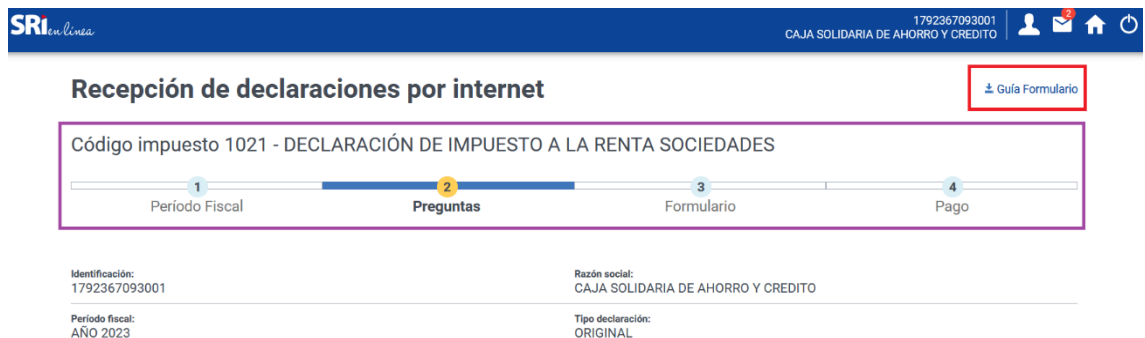 SRi en línea
1792367093001
CAJA SOLIDARIA DE AHORRO Y CREDITO
2
Recepción de declaraciones por internet
Guía Formulario
Código impuesto 1021 - DECLARACIÓN DE IMPUESTO A LA RENTA SOCIEDADES
1 2 3 4
Período Fiscal Preguntas Formulario Pago
Identificación: Razón social:
1792367093001 CAJA SOLIDARIA DE AHORRO Y CREDITO
Período fiscal: Tipo declaración:
AÑO 2023 ORIGINAL